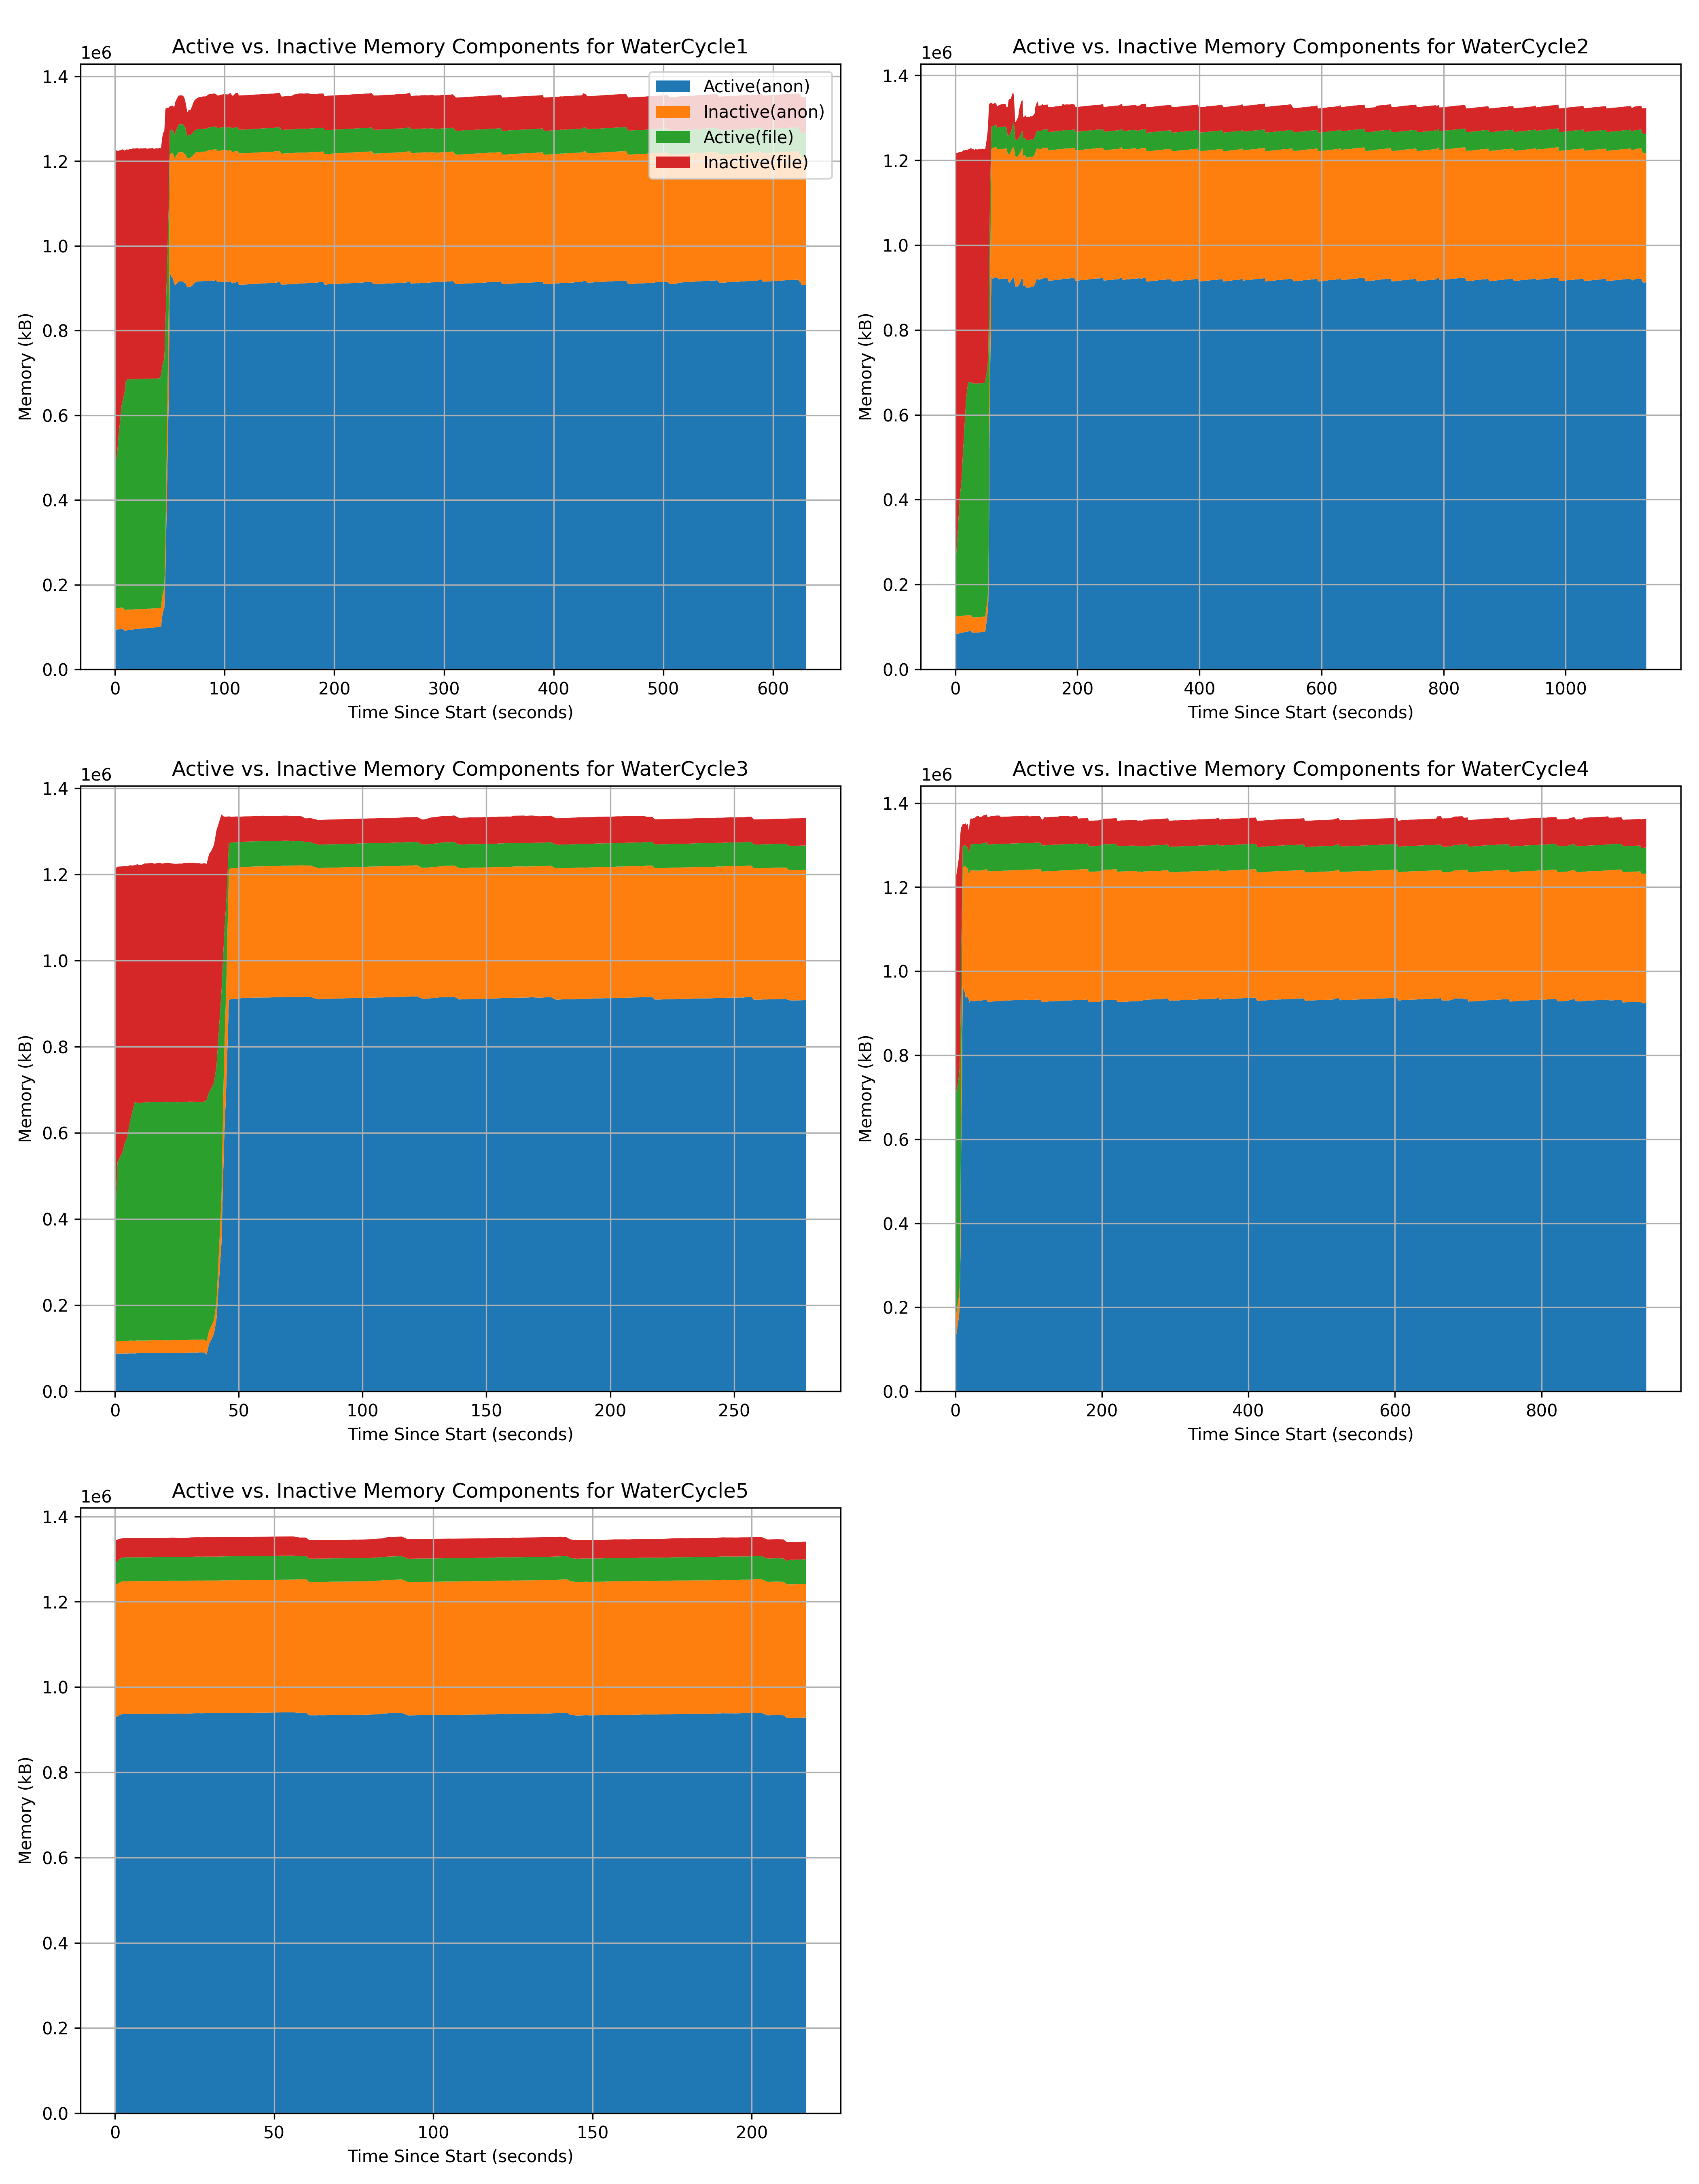 Active vs. Inactive Memory Components for WaterCycle1
1e6
1.4
1.2
1.0
0.8
0.6
0.4
0.2
0.0
Memory (kB)
Active(anon)
Inactive(anon)
Active(file)
Inactive(file)
0 100 200 300 400 500 600
Time Since Start (seconds)
Active vs. Inactive Memory Components for WaterCycle2
1e6
1.4
1.2
1.0
0.8
0.6
0.4
0.2
0.0
Memory (kB)
0 200 400 600 800 1000
Time Since Start (seconds)
Active vs. Inactive Memory Components for WaterCycle3
1e6
1.4
1.2
1.0
0.8
0.6
0.4
0.2
0.0
Memory (kB)
0 50 100 150 200 250
Time Since Start (seconds)
Active vs. Inactive Memory Components for WaterCycle4
1e6
1.4
1.2
1.0
0.8
0.6
0.4
0.2
0.0
Memory (kB)
0 200 400 600 800
Time Since Start (seconds)
Active vs. Inactive Memory Components for WaterCycle5
1e6
1.4
1.2
1.0
0.8
0.6
0.4
0.2
0.0
Memory (kB)
0 50 100 150 200
Time Since Start (seconds)